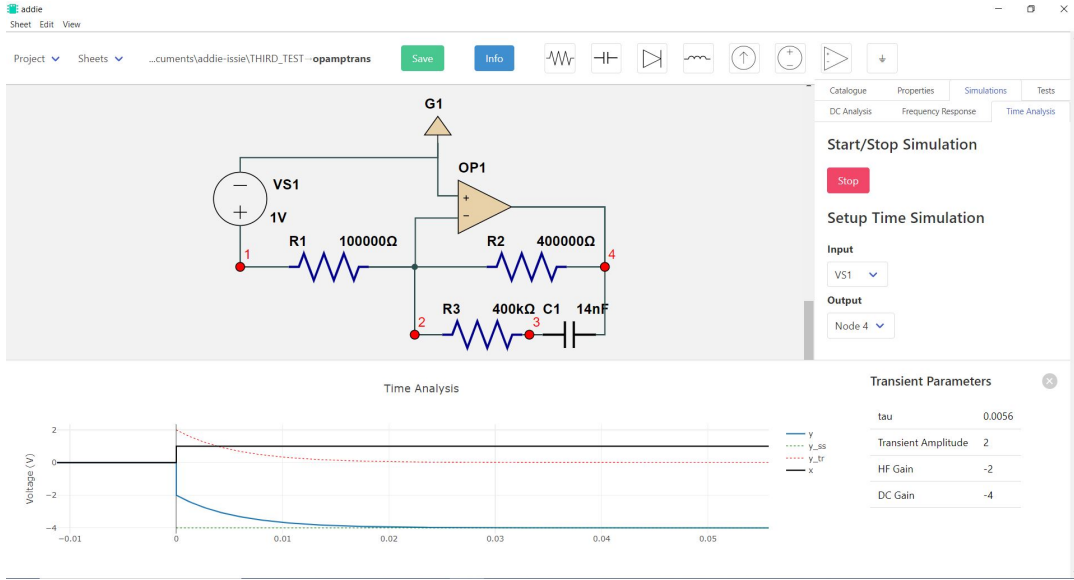 addie
Sheet Edit View
Project Sheets ...cuments\addie-issie\THIRD_TEST→opamptrans Save Info
Catalogue Properties Simulations Tests
DC Analysis Frequency Response Time Analysis
Start/Stop Simulation
Stop
Setup Time Simulation
Input
VS1
Output
Node 4
G1
OP1
VS1
1V
R1 100000Ω R2 400000Ω
1 4
R3 400kΩ C1 14nF
2 3
Time Analysis
Voltage (V)
2
0
−2
−4
−0.01 0 0.01 0.02 0.03 0.04 0.05
y
y_ss
y_tr
x
Transient Parameters
tau 0.0056
Transient Amplitude 2
HF Gain -2
DC Gain -4